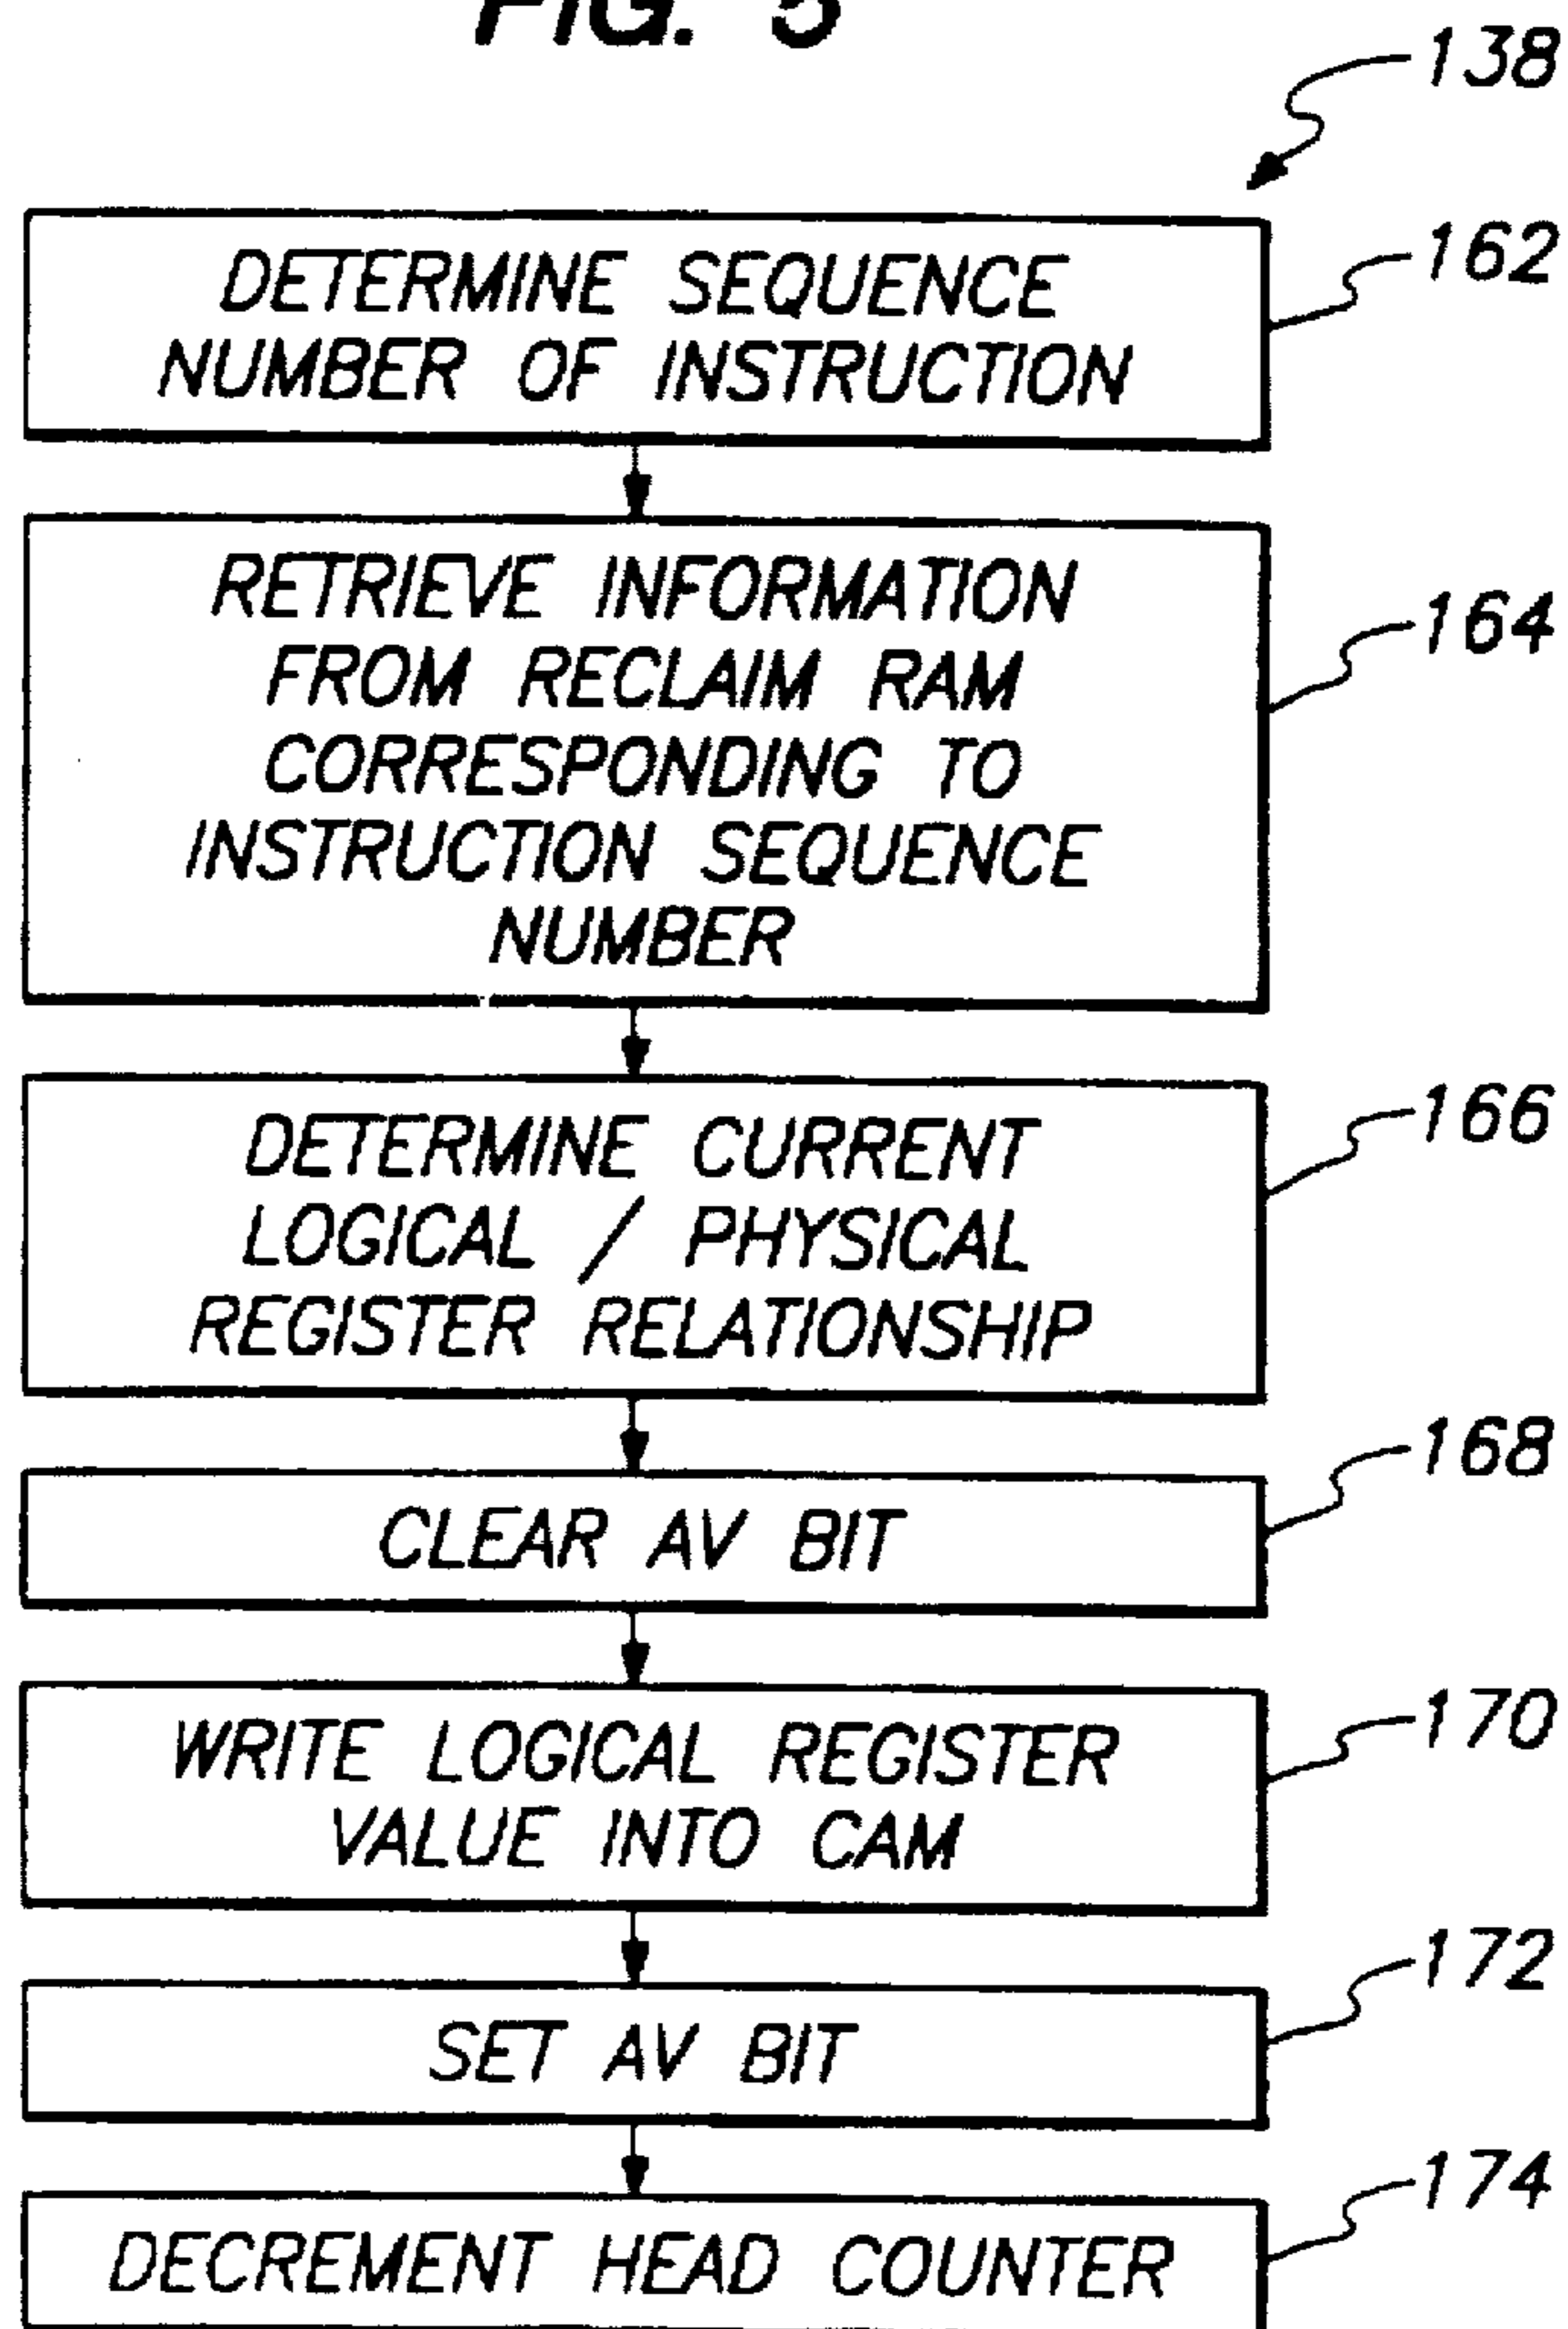 FIG. 5
138
DETERMINE SEQUENCE
NUMBER OF INSTRUCTION
162
RETRIEVE INFORMATION
FROM RECLAIM RAM
CORRESPONDING TO
INSTRUCTION SEQUENCE
NUMBER
164
DETERMINE CURRENT
LOGICAL / PHYSICAL
REGISTER RELATIONSHIP
166
CLEAR AV BIT
168
WRITE LOGICAL REGISTER
VALUE INTO CAM
170
SET AV BIT
172
DECREMENT HEAD COUNTER
174